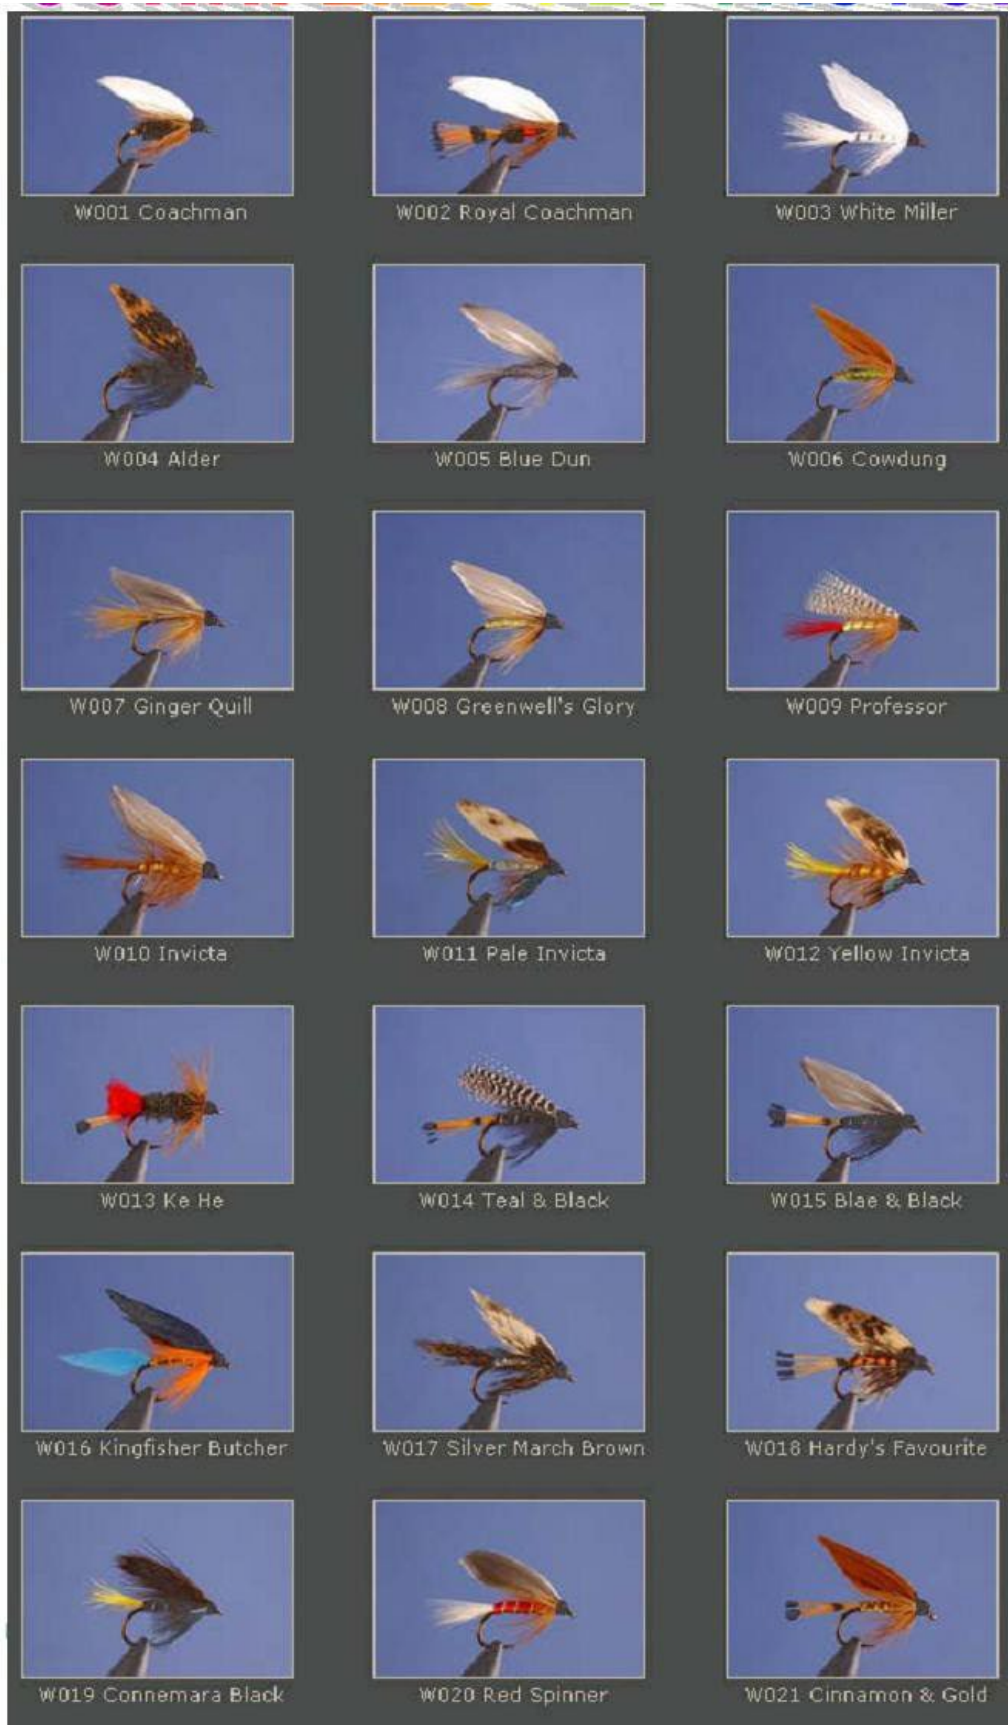 W001 Coachman
W002 Royal Coachman
W003 White Miller
W004 Alder
W005 Blue Dun
W006 Cowdung
W007 Ginger Quill
W008 Greenwell's Glory
W009 Professor
W010 Invicta
W011 Pale Invicta
W012 Yellow Invicta
W013 Ke He
W014 Teal & Black
W015 Blae & Black
W016 Kingfisher Butcher
W017 Silver March Brown
W018 Hardy's Favourite
W019 Connemara Black
W020 Red Spinner
W021 Cinnamon & Gold